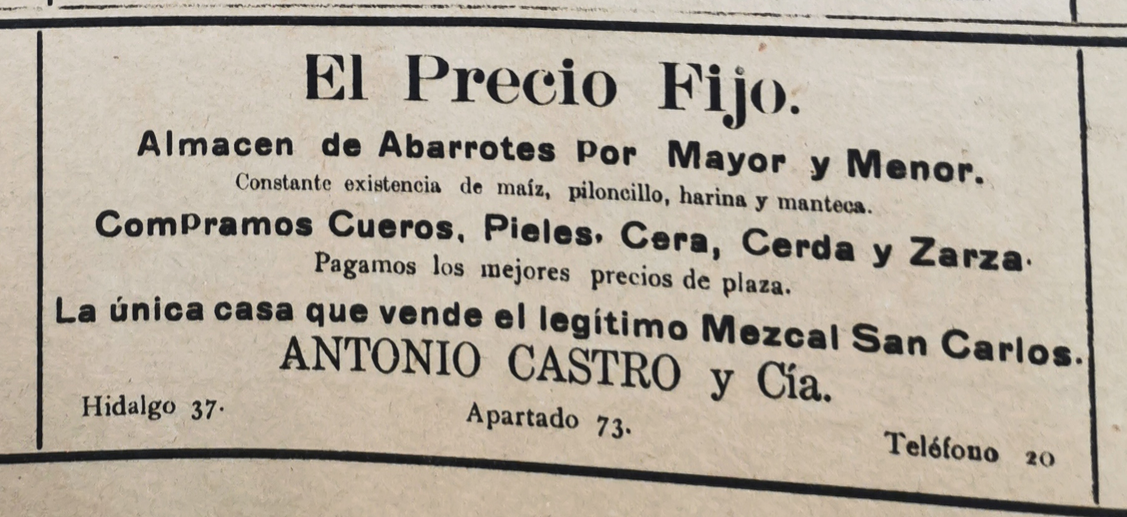 El Precio Fijo.
Almacen de Abarrotes por Mayor y Menor.
Constante existencia de maíz, piloncillo, harina y manteca.
Compramos Cueros, Pieles, Cera, Cerda y Zarza.
Pagamos los mejores precios de plaza.
La única casa que vende el legítimo Mezcal San Carlos.
ANTONIO CASTRO y Cía.
Hidalgo 37. Apartado 73. Teléfono 20